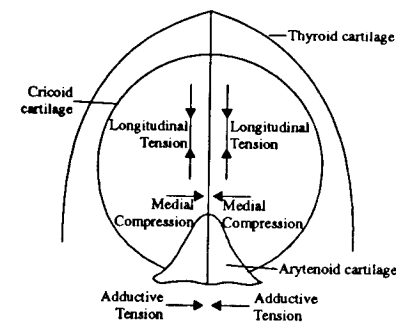 Thyroid cartilage
Cricoid
cartilage
Longitudinal
Tension
Longitudinal
Tension
Medial
Compression
Medial
Compression
Arytenoid cartilage
Adductive
Tension
Adductive
Tension